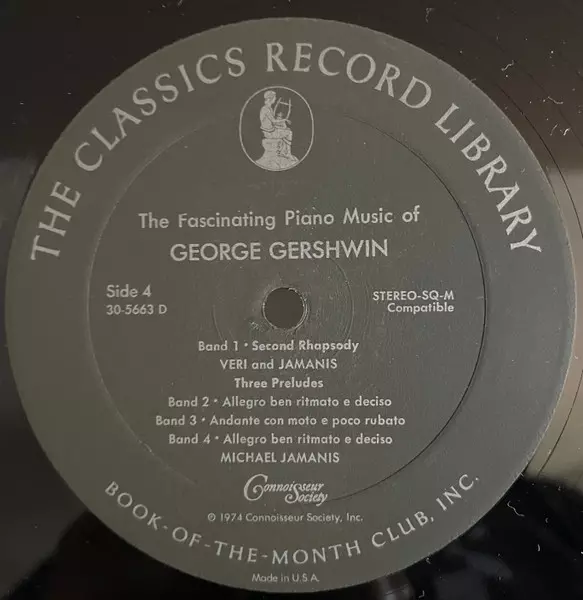 THE CLASSICS RECORD LIBRARY
The Fascinating Piano Music of
GEORGE GERSHWIN
Side 4
30-5663 D
STEREO-SQ-M
Compatible
Band 1 • Second Rhapsody
VERI and JAMANIS
Three Preludes
Band 2 • Allegro ben ritmato e deciso
Band 3 • Andante con moto e poco rubato
Band 4 • Allegro ben ritmato e deciso
MICHAEL JAMANIS
Connoisseur
Society
℗ 1974 Connoisseur Society, Inc.
BOOK-OF-THE-MONTH CLUB, INC.
Made in U.S.A.